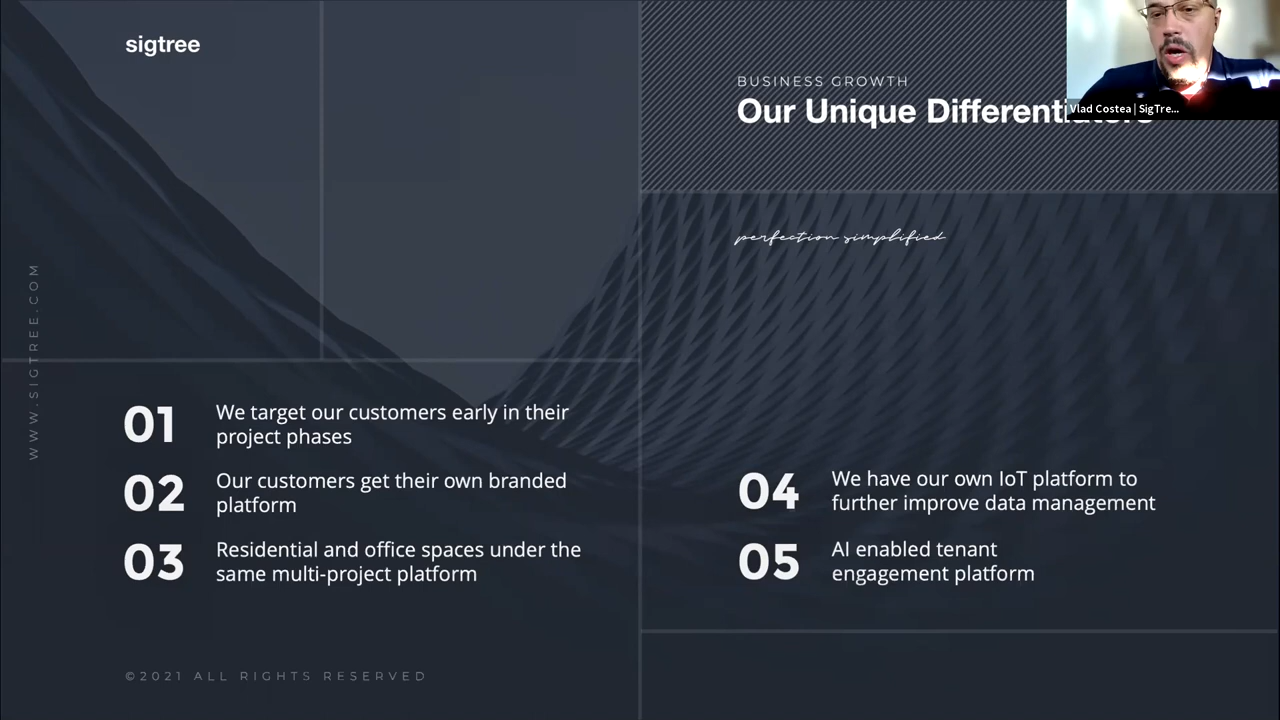 sigtree
BUSINESS GROWTH
Our Unique Differentiators
Vlad Costea | SigTre...
perfection simplified
WWW.SIGTREE.COM
01
We target our customers early in their
project phases
02
Our customers get their own branded
platform
03
Residential and office spaces under the
same multi-project platform
04
We have our own IoT platform to
further improve data management
05
AI enabled tenant
engagement platform
©2021 ALL RIGHTS RESERVED